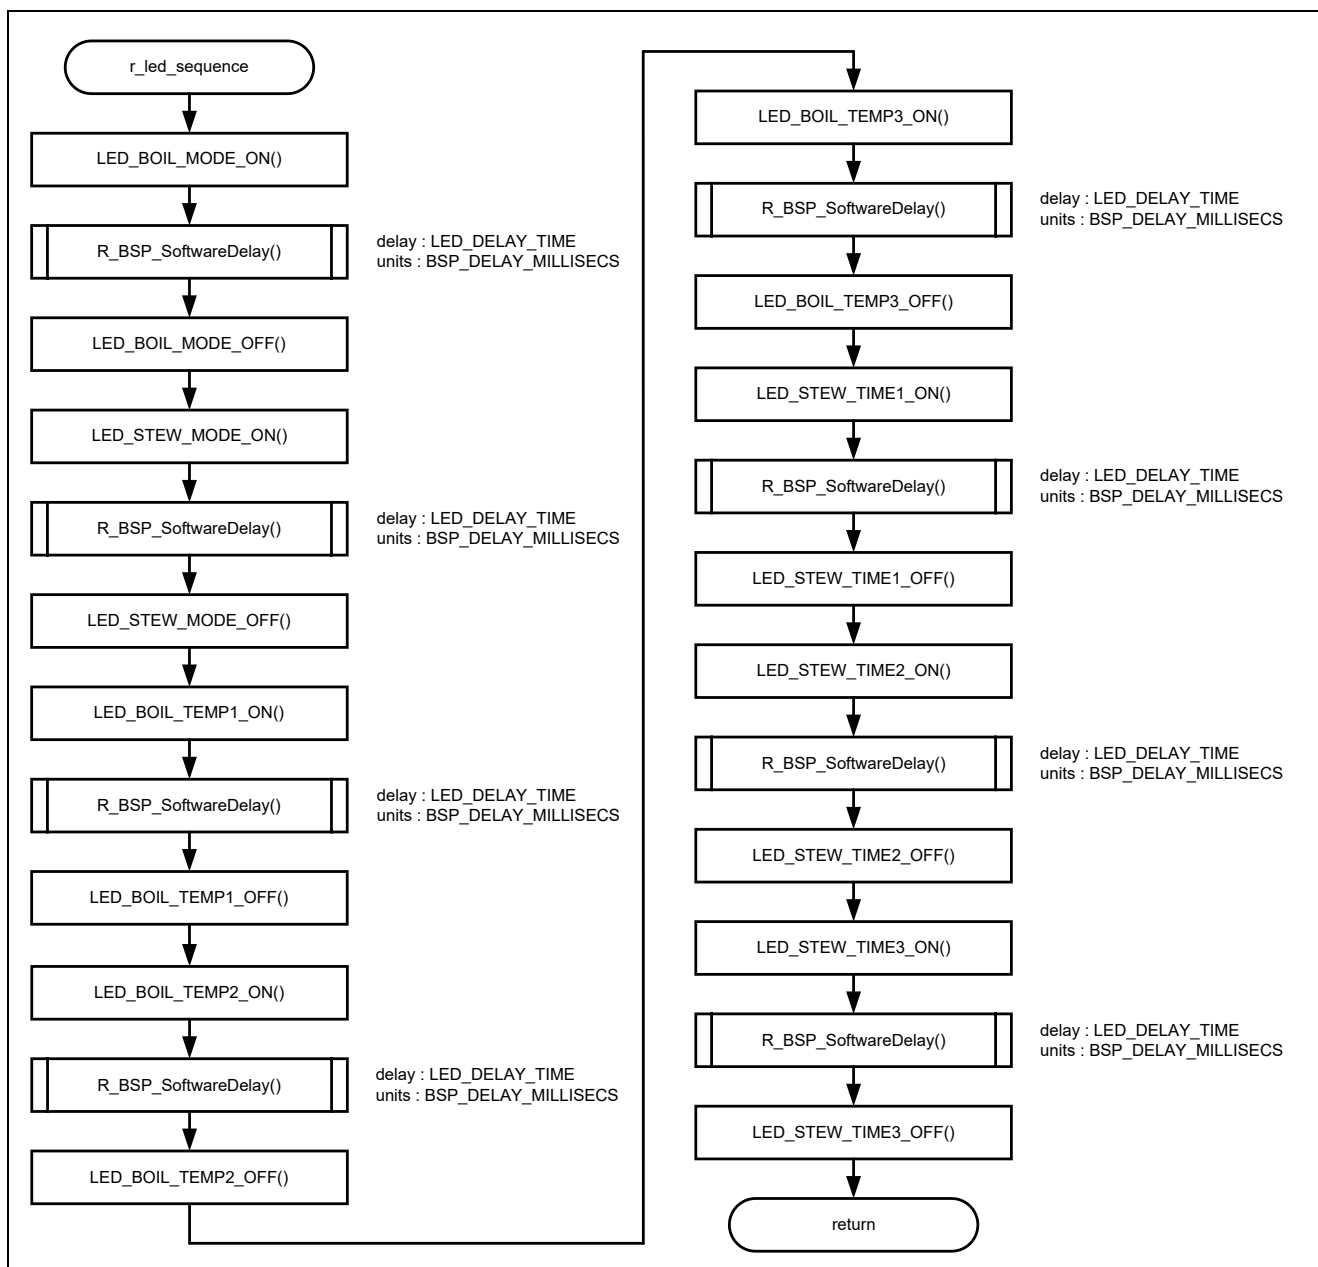 r_led_sequence
LED_BOIL_MODE_ON()
R_BSP_SoftwareDelay()
delay : LED_DELAY_TIME
units : BSP_DELAY_MILLISECS
LED_BOIL_MODE_OFF()
LED_STEW_MODE_ON()
R_BSP_SoftwareDelay()
delay : LED_DELAY_TIME
units : BSP_DELAY_MILLISECS
LED_STEW_MODE_OFF()
LED_BOIL_TEMP1_ON()
R_BSP_SoftwareDelay()
delay : LED_DELAY_TIME
units : BSP_DELAY_MILLISECS
LED_BOIL_TEMP1_OFF()
LED_BOIL_TEMP2_ON()
R_BSP_SoftwareDelay()
delay : LED_DELAY_TIME
units : BSP_DELAY_MILLISECS
LED_BOIL_TEMP2_OFF()
LED_BOIL_TEMP3_ON()
R_BSP_SoftwareDelay()
delay : LED_DELAY_TIME
units : BSP_DELAY_MILLISECS
LED_BOIL_TEMP3_OFF()
LED_STEW_TIME1_ON()
R_BSP_SoftwareDelay()
delay : LED_DELAY_TIME
units : BSP_DELAY_MILLISECS
LED_STEW_TIME1_OFF()
LED_STEW_TIME2_ON()
R_BSP_SoftwareDelay()
delay : LED_DELAY_TIME
units : BSP_DELAY_MILLISECS
LED_STEW_TIME2_OFF()
LED_STEW_TIME3_ON()
R_BSP_SoftwareDelay()
delay : LED_DELAY_TIME
units : BSP_DELAY_MILLISECS
LED_STEW_TIME3_OFF()
return